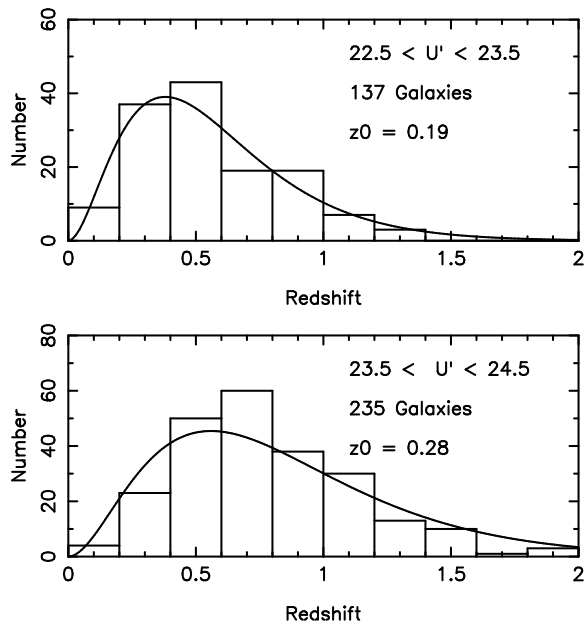 60
22.5 < U' < 23.5
137 Galaxies
z0 = 0.19
40
Number
20
0
0 0.5 1 1.5 2
Redshift
80
23.5 < U' < 24.5
60
235 Galaxies
z0 = 0.28
Number
40
20
0
0 0.5 1 1.5 2
Redshift